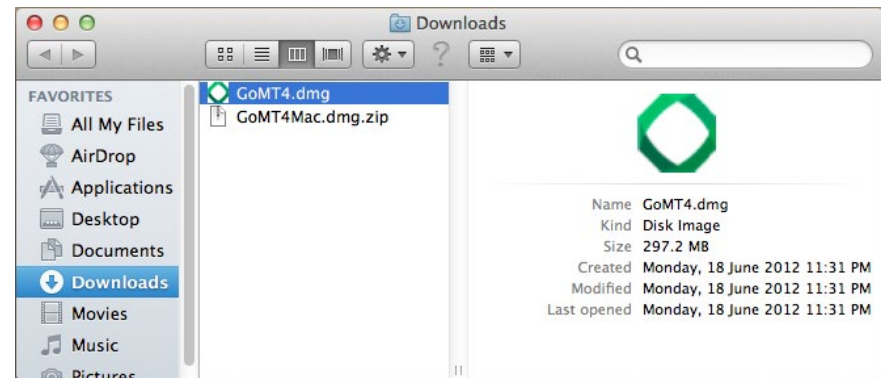 Downloads
?
FAVORITES
All My Files
AirDrop
Applications
Desktop
Documents
Downloads
Movies
Music
Pictures
GoMT4.dmg
GoMT4Mac.dmg.zip
Name GoMT4.dmg
Kind Disk Image
Size 297.2 MB
Created Monday, 18 June 2012 11:31 PM
Modified Monday, 18 June 2012 11:31 PM
Last opened Monday, 18 June 2012 11:31 PM